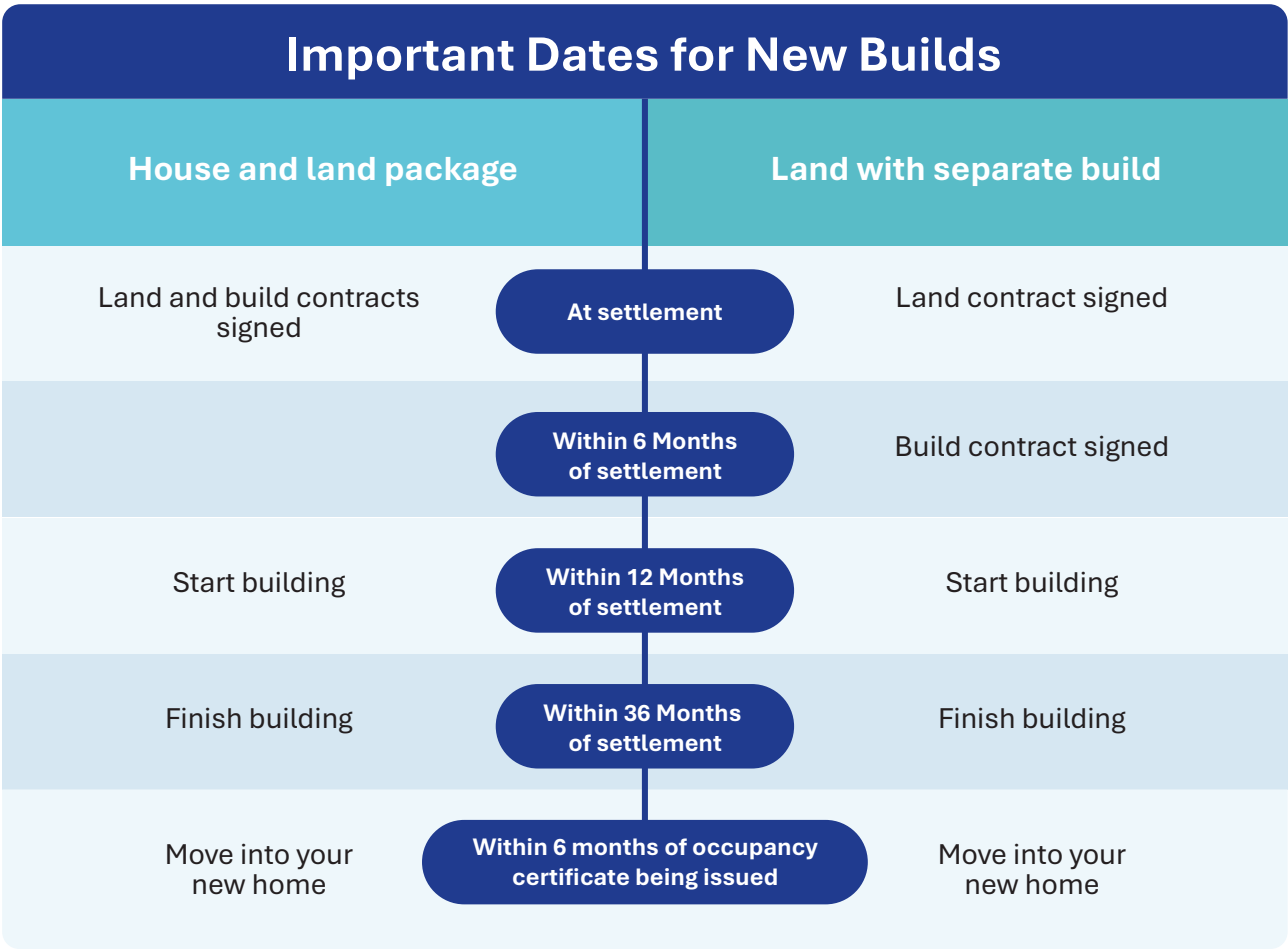 Important Dates for New Builds
House and land package
Land with separate build
Land and build contracts
signed
At settlement
Land contract signed
Within 6 Months
of settlement
Build contract signed
Start building
Within 12 Months
of settlement
Start building
Finish building
Within 36 Months
of settlement
Finish building
Move into your
new home
Within 6 months of occupancy
certificate being issued
Move into your
new home